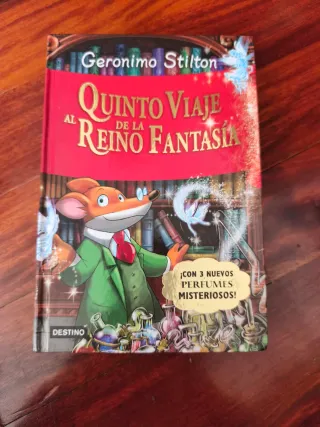 Geronimo Stilton
QUINTO VIAJE
AL REINO DE LA FANTASÍA
¡CON 3 NUEVOS
PERFUMES
MISTERIOSOS!
DESTINO